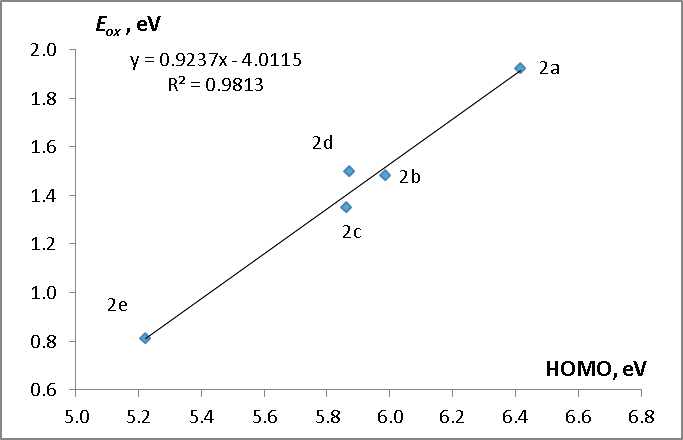 Eox , eV
y = 0.9237x - 4.0115
R² = 0.9813
2.0
1.8
1.6
1.4
1.2
1.0
0.8
0.6
2a
2d
2b
2c
2e
HOMO, eV
5.0 5.2 5.4 5.6 5.8 6.0 6.2 6.4 6.6 6.8